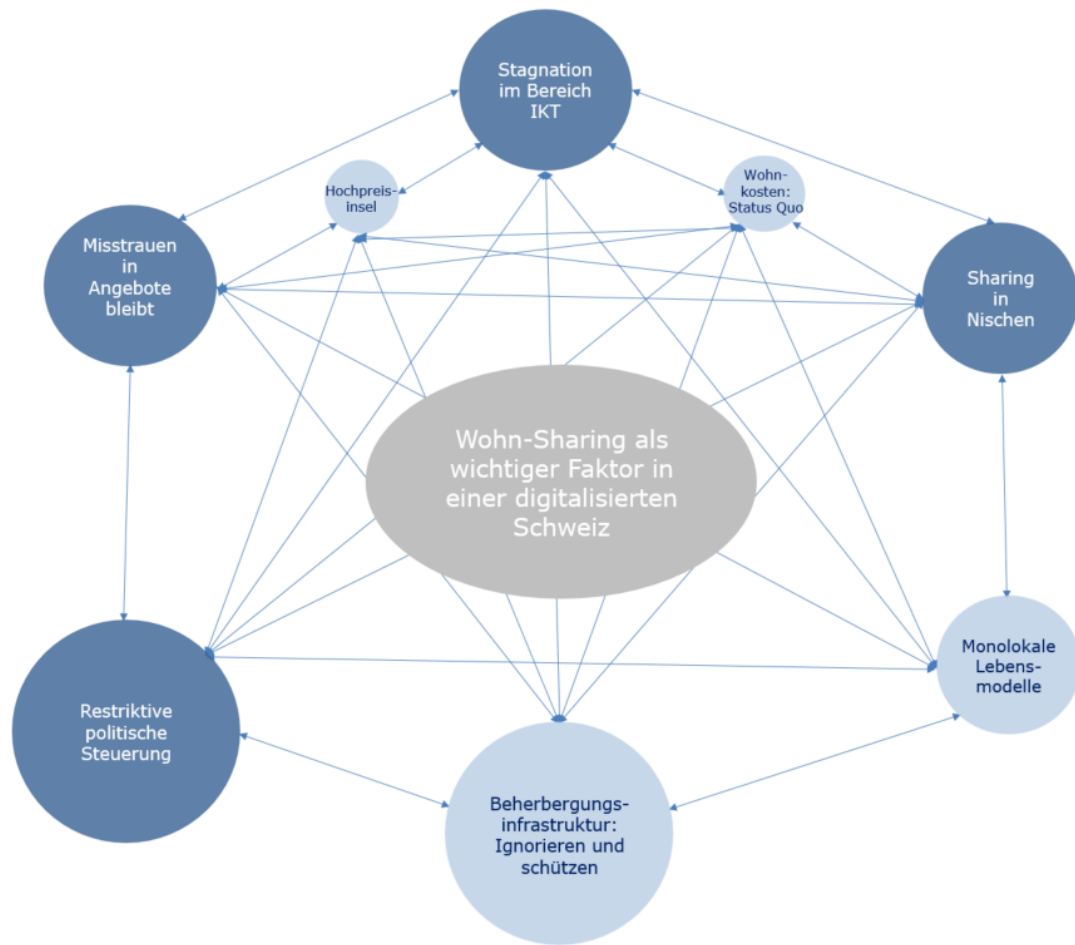 Stagnation
im Bereich
IKT
Hochpreis-
insel
Wohn-
kosten:
Status Quo
Misstrauen
in
Angebote
bleibt
Sharing
in
Nischen
Wohn-Sharing als
wichtiger Faktor in
einer digitalisierten
Schweiz
Monolokale
Lebens-
modelle
Restriktive
politische
Steuerung
Beherbergungs-
infrastruktur:
Ignorieren und
schützen